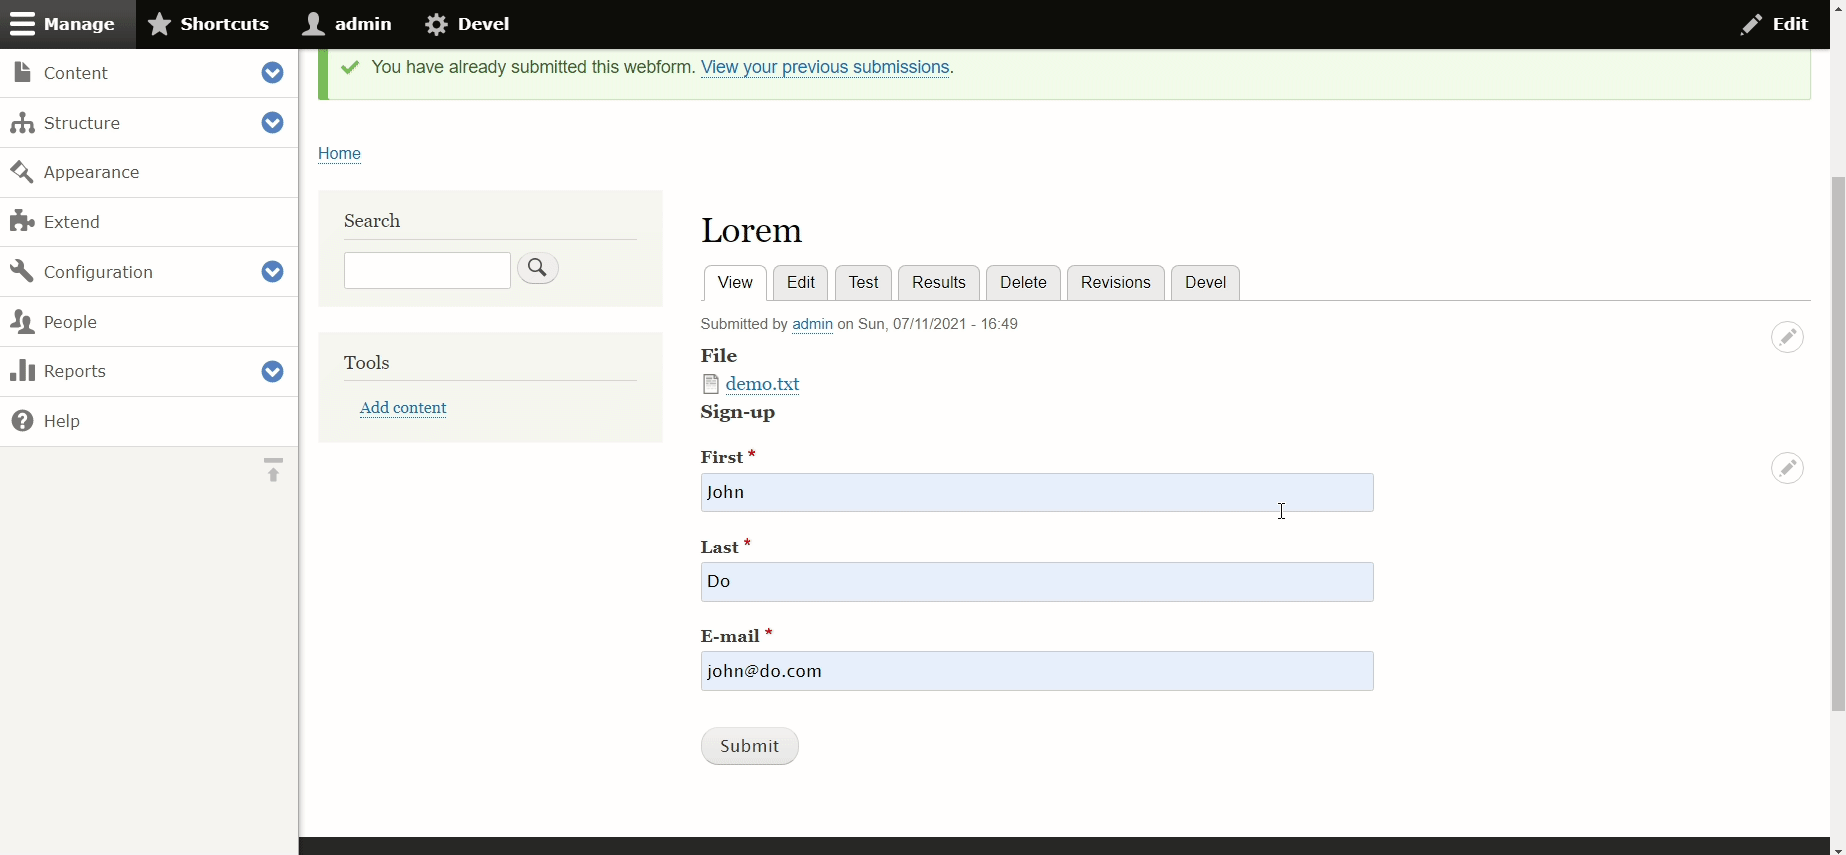 Manage Shortcuts admin Devel Edit
Content
Structure
Appearance
Extend
Configuration
People
Reports
Help
You have already submitted this webform. View your previous submissions.
Home
Search
Tools
Add content
Lorem
View Edit Test Results Delete Revisions Devel
Submitted by admin on Sun, 07/11/2021 - 16:49
File
demo.txt
Sign-up
First *
John
Last *
Do
E-mail *
john@do.com
Submit